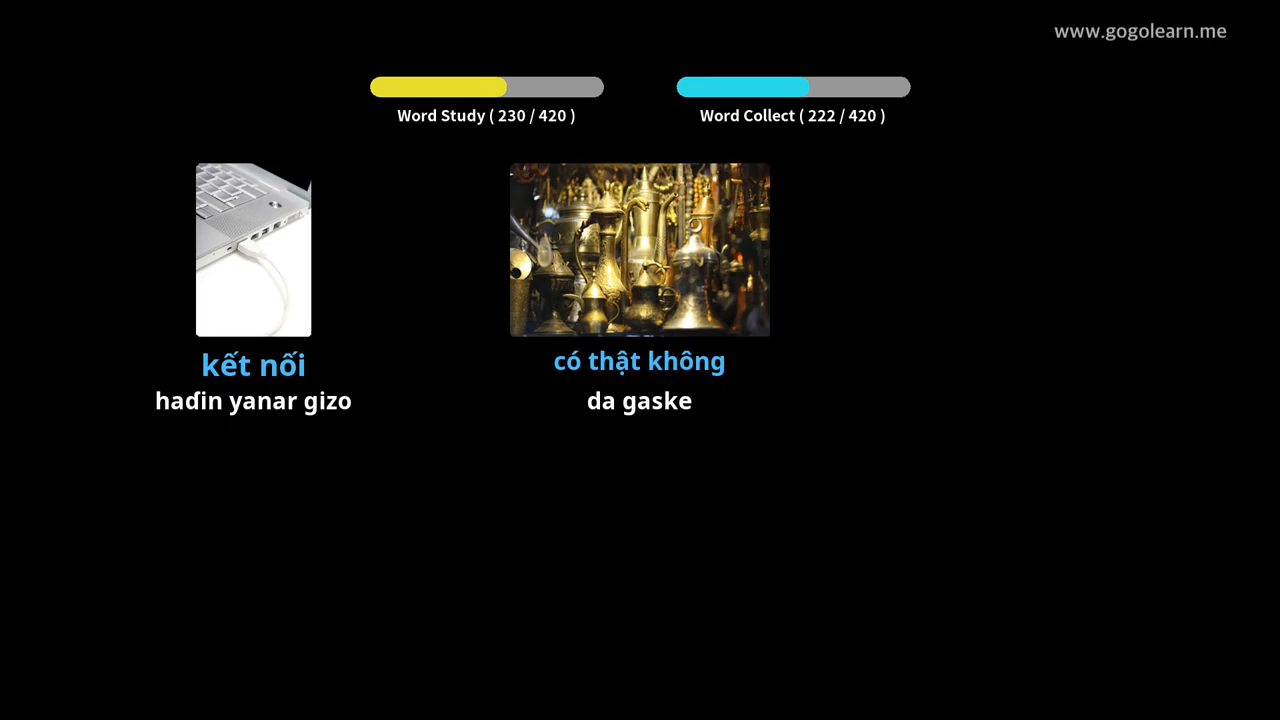 www.gogolearn.me
Word Study ( 230 / 420 )
Word Collect ( 222 / 420 )
kết nối
haɗin yanar gizo
có thật không
da gaske